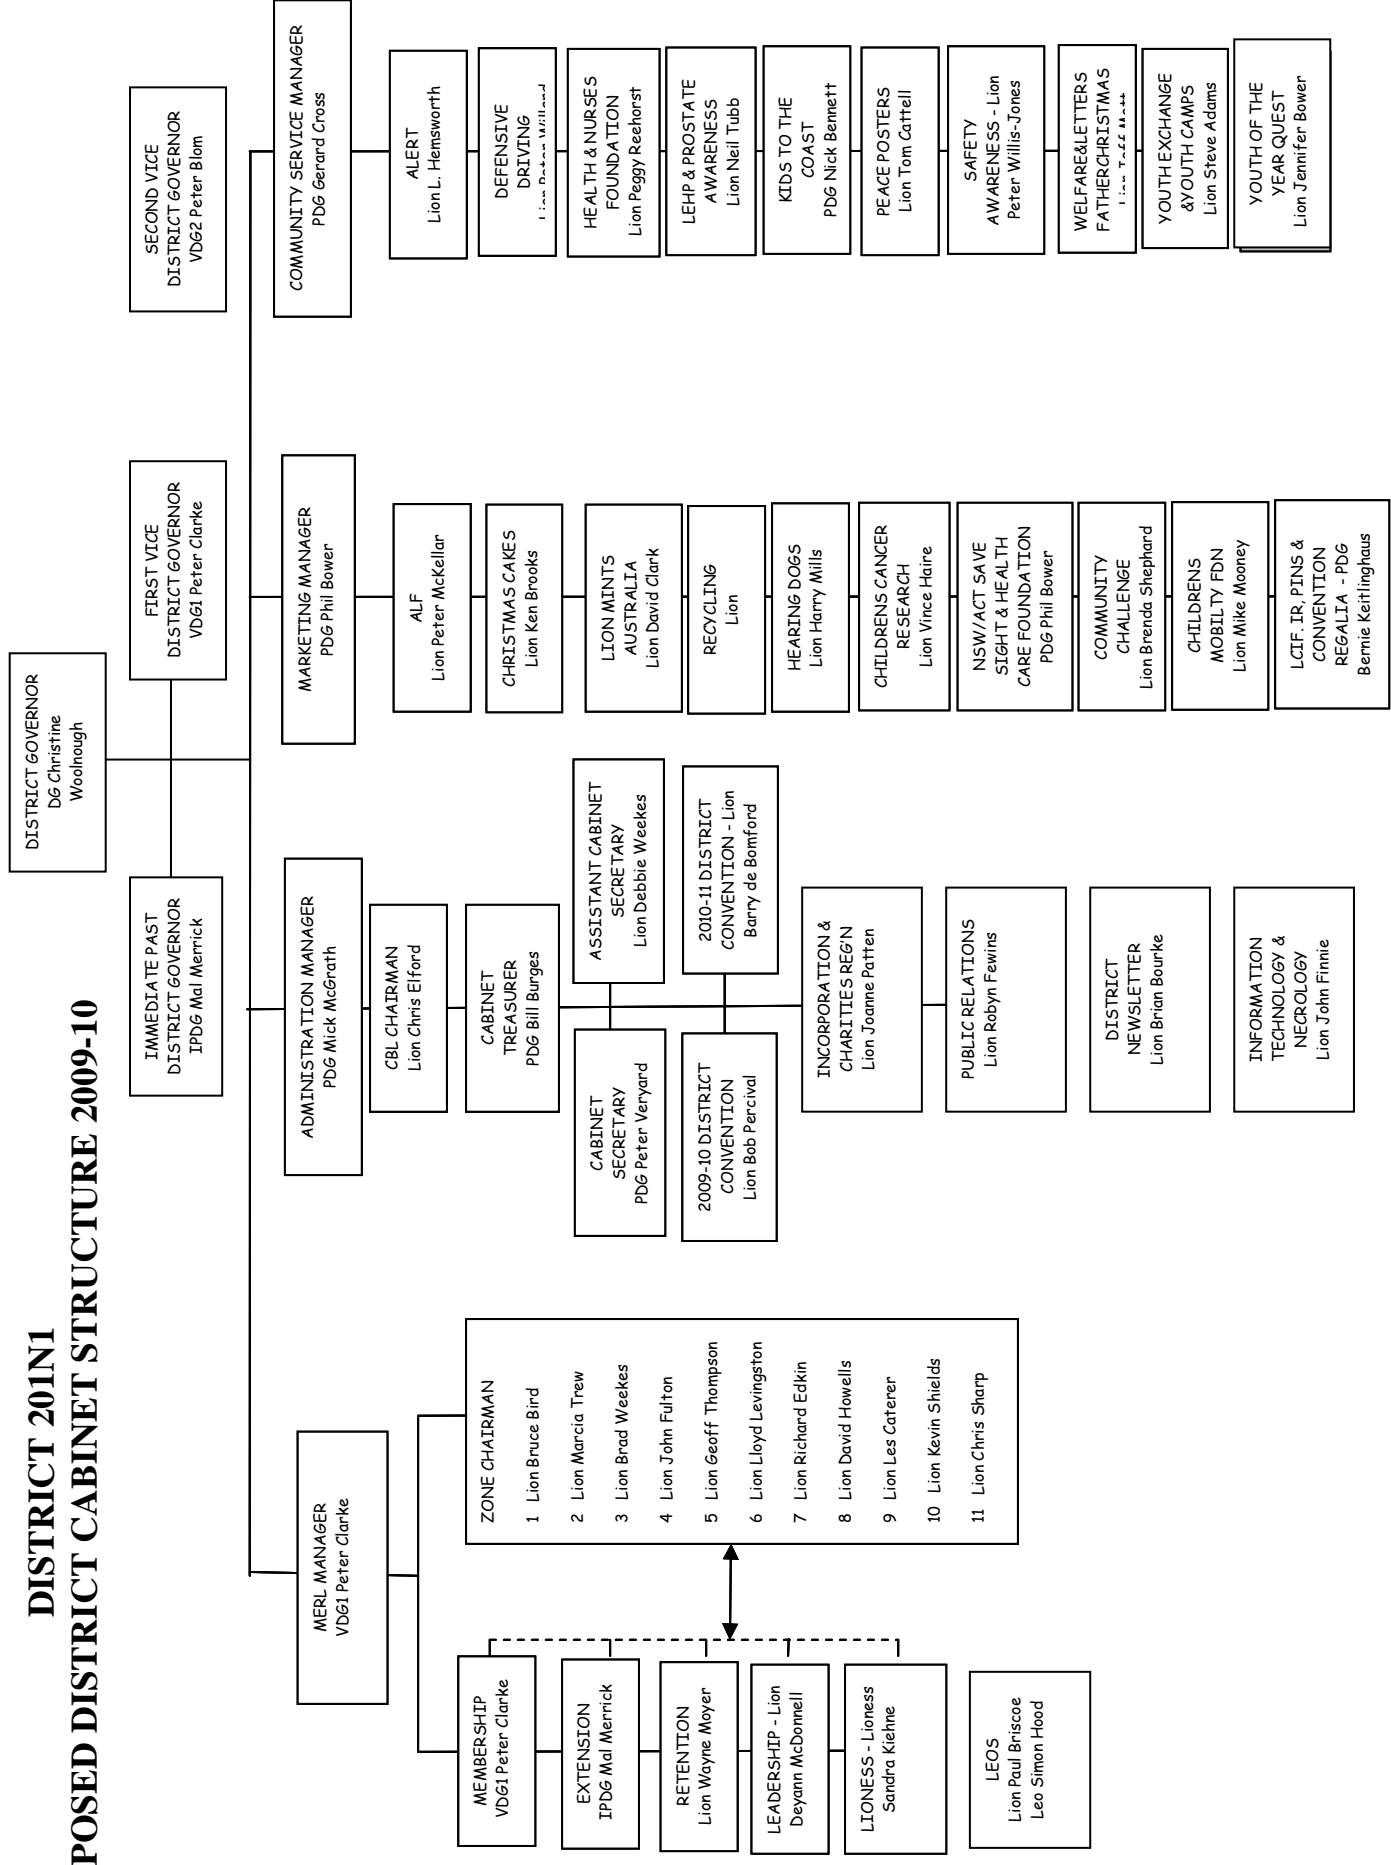 DISTRICT 201N1
POSED DISTRICT CABINET STRUCTURE 2009-10
DISTRICT GOVERNOR
DG Christine
Woolnough
IMMEDIATE PAST
DISTRICT GOVERNOR
IPDG Mal Merrick
FIRST VICE
DISTRICT GOVERNOR
VDG1 Peter Clarke
SECOND VICE
DISTRICT GOVERNOR
VDG2 Peter Blom
MERL MANAGER
VDG1 Peter Clarke
MEMBERSHIP
VDG1 Peter Clarke
EXTENSION
IPDG Mal Merrick
RETENTION
Lion Wayne Moyer
LEADERSHIP - Lion
Deyann McDonnell
LIONESS - Lioness
Sandra Kiehne
LEOS
Lion Paul Briscoe
Leo Simon Hood
ZONE CHAIRMAN
1 Lion Bruce Bird
2 Lion Marcia Trew
3 Lion Brad Weekes
4 Lion John Fulton
5 Lion Geoff Thompson
6 Lion Lloyd Levingston
7 Lion Richard Edkin
8 Lion David Howells
9 Lion Les Caterer
10 Lion Kevin Shields
11 Lion Chris Sharp
ADMINISTRATION MANAGER
PDG Mick McGrath
CBL CHAIRMAN
Lion Chris Elford
CABINET
TREASURER
PDG Bill Burges
CABINET
SECRETARY
PDG Peter Veryard
ASSISTANT CABINET
SECRETARY
Lion Debbie Weekes
2009-10 DISTRICT
CONVENTION
Lion Bob Percival
2010-11 DISTRICT
CONVENTION - Lion
Barry de Bomford
INCORPORATION &
CHARITIES REG'N
Lion Joanne Patten
PUBLIC RELATIONS
Lion Robyn Fewins
DISTRICT
NEWSLETTER
Lion Brian Bourke
INFORMATION
TECHNOLOGY &
NECROLOGY
Lion John Finnie
MARKETING MANAGER
PDG Phil Bower
ALF
Lion Peter McKellar
CHRISTMAS CAKES
Lion Ken Brooks
LION MINTS
AUSTRALIA
Lion David Clark
RECYCLING
Lion
HEARING DOGS
Lion Harry Mills
CHILDRENS CANCER
RESEARCH
Lion Vince Haire
NSW/ACT SAVE
SIGHT & HEALTH
CARE FOUNDATION
PDG Phil Bower
COMMUNITY
CHALLENGE
Lion Brenda Shephard
CHILDRENS
MOBILTY FDN
Lion Mike Mooney
LCIF. IR, PINS &
CONVENTION
REGALIA - PDG
Bernie Keitlinghaus
COMMUNITY SERVICE MANAGER
PDG Gerard Cross
ALERT
Lion L. Hemsworth
DEFENSIVE
DRIVING
Lion Peter
HEALTH & NURSES
FOUNDATION
Lion Peggy Reehorst
LEHP & PROSTATE
AWARENESS
Lion Neil Tubb
KIDS TO THE
COAST
PDG Nick Bennett
PEACE POSTERS
Lion Tom Cattell
SAFETY
AWARENESS - Lion
Peter Willis-Jones
WELFARE&LETTERS
FATHERCHRISTMAS
Lion
YOUTH EXCHANGE
&YOUTH CAMPS
Lion Steve Adams
YOUTH OF THE
YEAR QUEST
Lion Jennifer Bower